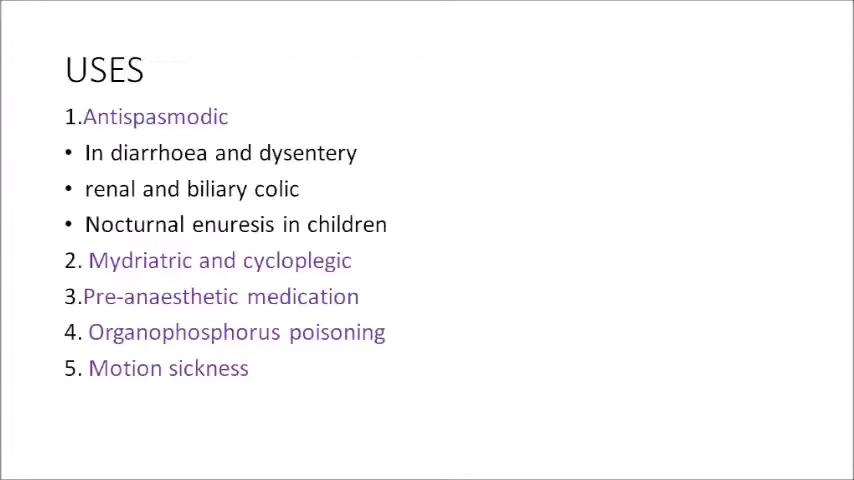 USES
1.Antispasmodic
• In diarrhoea and dysentery
• renal and biliary colic
• Nocturnal enuresis in children
2. Mydriatric and cycloplegic
3.Pre-anaesthetic medication
4. Organophosphorus poisoning
5. Motion sickness